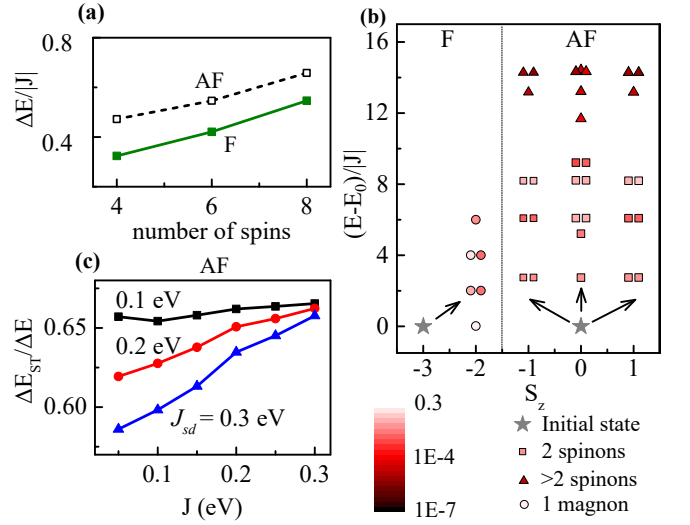 (a)
0.8
0.4
ΔE/|J|
AF
F
4 6 8
number of spins
(b)
F AF
16
12
8
4
0
(E-E₀)/|J|
-3 -2 -1 0 1
S_z
(c)
AF
0.65
0.60
ΔE_ST/ΔE
0.1 eV
0.2 eV
J_sd = 0.3 eV
0.1 0.2 0.3
J (eV)
0.3
1E-4
1E-7
Initial state
2 spinons
>2 spinons
1 magnon